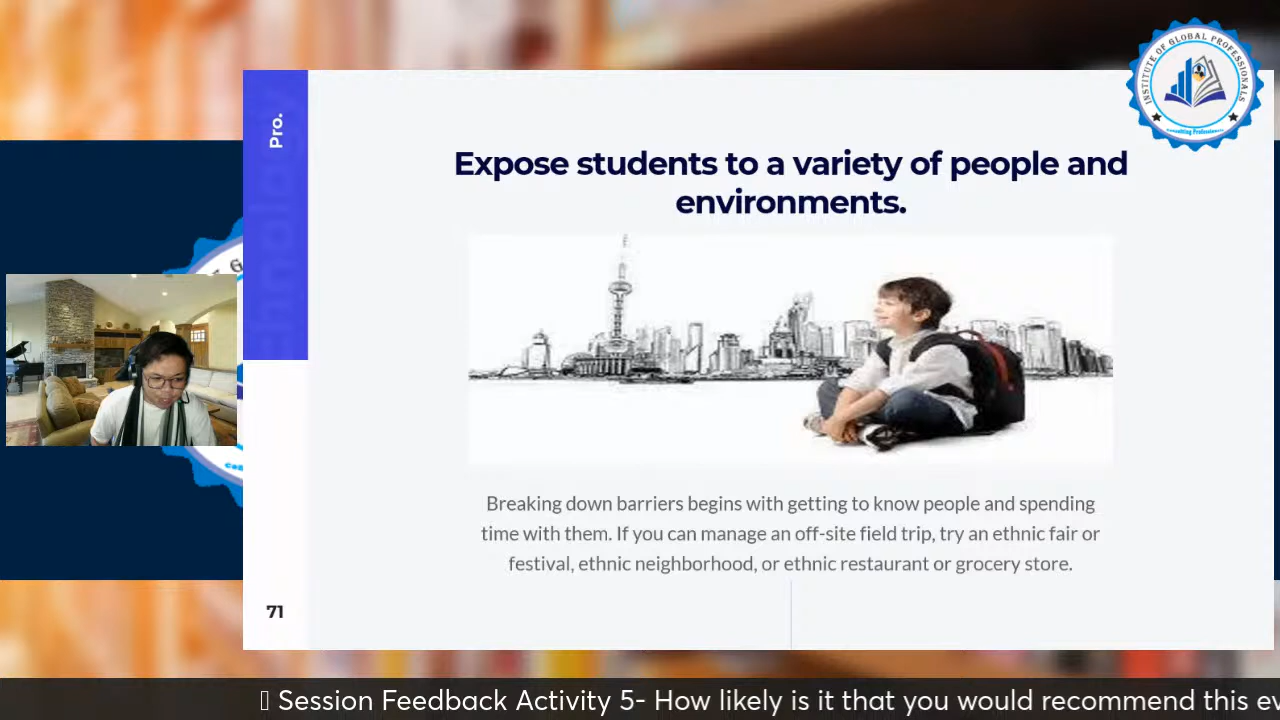 INSTITUTE OF GLOBAL PROFESSIONALS
Consulting Professionals
Pro.
Expose students to a variety of people and
environments.
Breaking down barriers begins with getting to know people and spending
time with them. If you can manage an off-site field trip, try an ethnic fair or
festival, ethnic neighborhood, or ethnic restaurant or grocery store.
71
Session Feedback Activity 5- How likely is it that you would recommend this ev